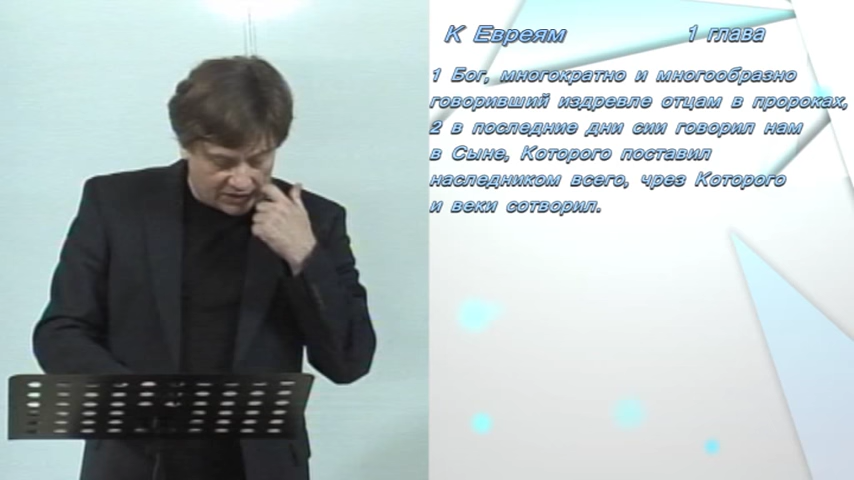 К Евреям 1 глава
1 Бог, многократно и многообразно
говоривший издревле отцам в пророках,
2 в последние дни сии говорил нам
в Сыне, Которого поставил
наследником всего, чрез Которого
и веки сотворил.